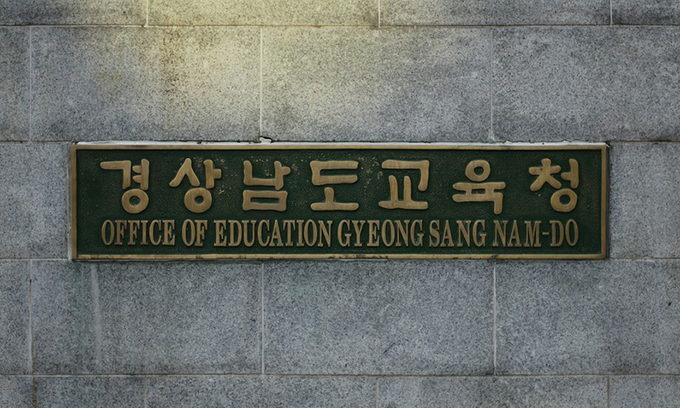 경상남도교육청
OFFICE OF EDUCATION GYEONG SANG NAM-DO